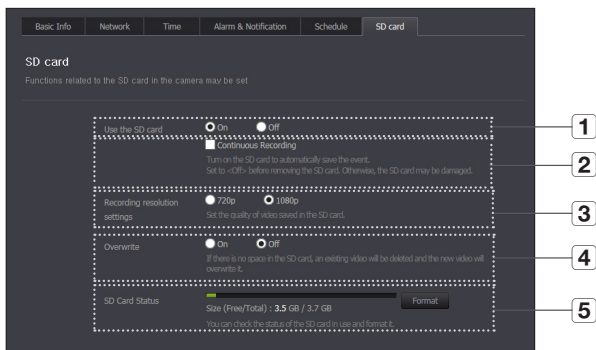 Basic Info Network Time Alarm & Notification Schedule SD card
SD card
Functions related to the SD card in the camera may be set
Use the SD card On Off
1
Continuous Recording
Turn on the SD card to automatically save the event.
Set to <Off> before removing the SD card. Otherwise, the SD card may be damaged.
2
Recording resolution settings
720p 1080p
Set the quality of video saved in the SD card.
3
Overwrite On Off
If there is no space in the SD card, an existing video will be deleted and the new video will
overwrite it.
4
SD Card Status
Size (Free/Total) : 3.5 GB / 3.7 GB
Format
You can check the status of the SD card in use and format it.
5